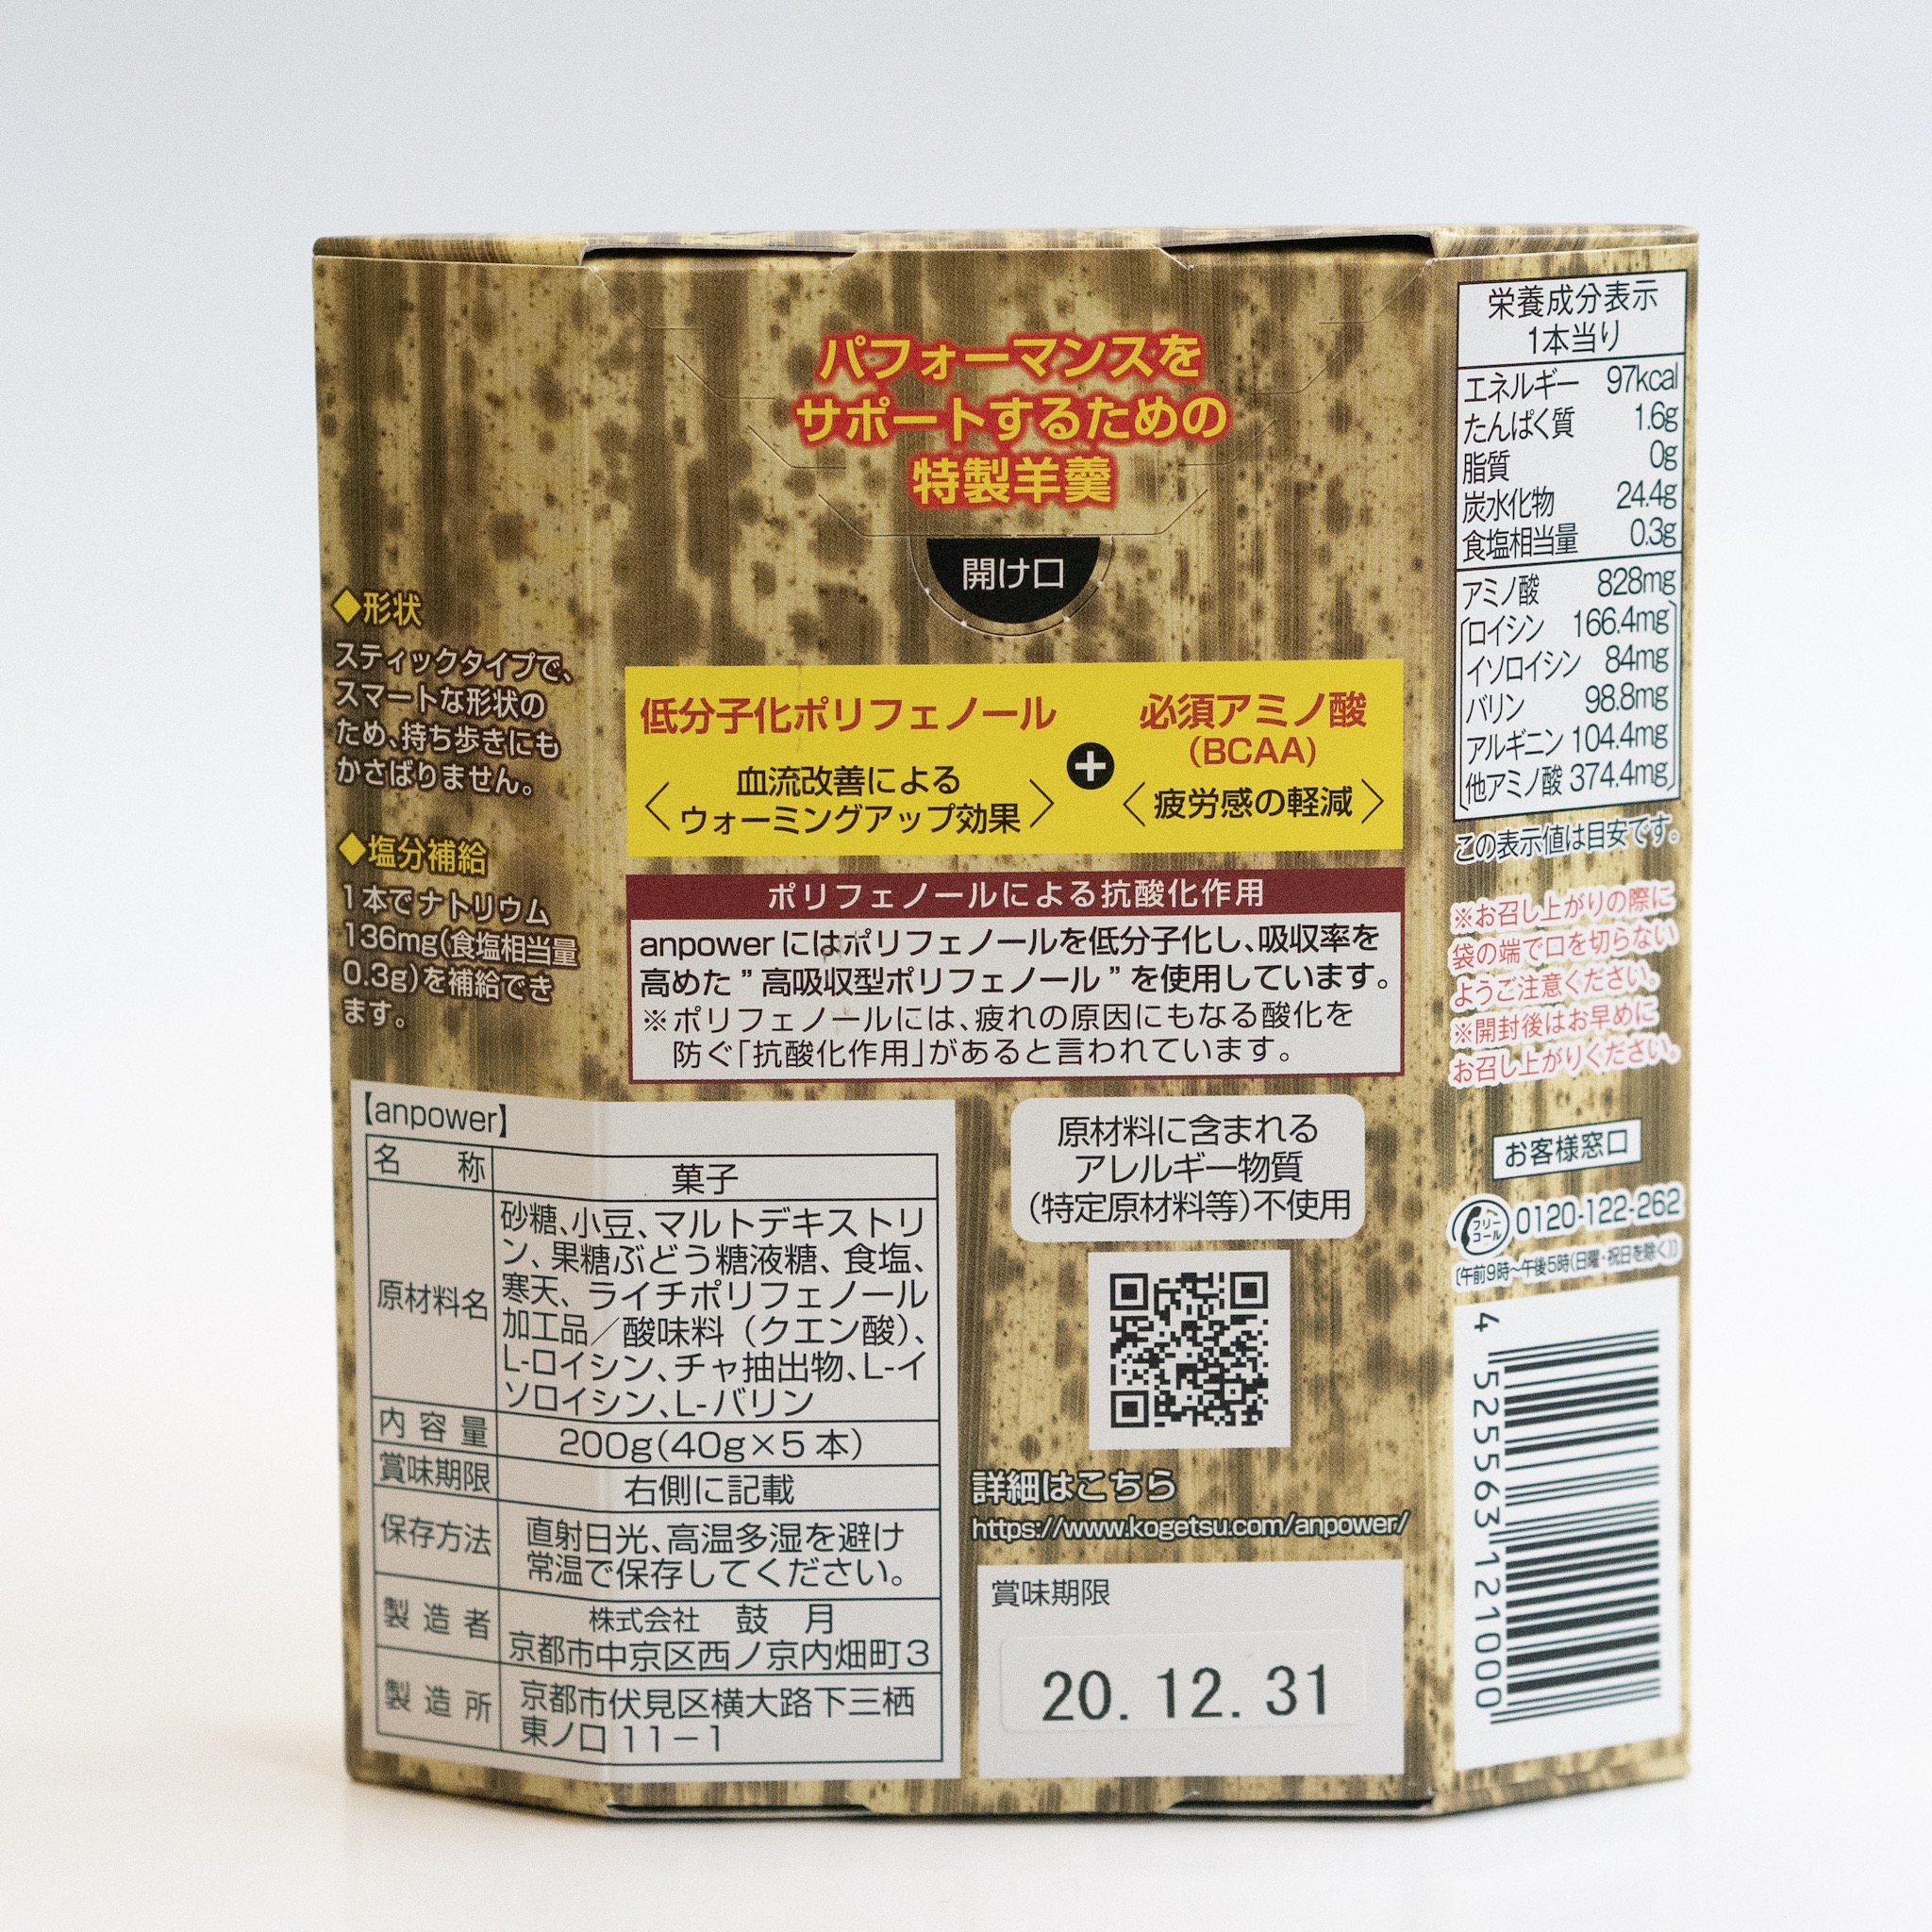 パフォーマンスを
サポートするための
特製羊羹
開け口
◆形状
スティックタイプで、
スマートな形状の
ため、持ち歩きにも
かさばりません。
◆塩分補給
1本でナトリウム
136mg(食塩相当量
0.3g)を補給でき
ます。
低分子化ポリフェノール
〈血流改善による
ウォーミングアップ効果〉
+
必須アミノ酸
(BCAA)
〈疲労感の軽減〉
ポリフェノールによる抗酸化作用
anpowerにはポリフェノールを低分子化し、吸収率を
高めた”高吸収型ポリフェノール”を使用しています。
※ポリフェノールには、疲れの原因にもなる酸化を
防ぐ「抗酸化作用」があると言われています。
【anpower】
名 称 菓子
原材料名 砂糖、小豆、マルトデキストリ
ン、果糖ぶどう糖液糖、食塩、
寒天、ライチポリフェノール
加工品/酸味料(クエン酸)、
L-ロイシン、チャ抽出物、L-イ
ソロイシン、L-バリン
内容量 200g(40g×5本)
賞味期限 右側に記載
保存方法 直射日光、高温多湿を避け
常温で保存してください。
製造者 株式会社 鼓 月
京都市中京区西ノ京内畑町3
製造所 京都市伏見区横大路下三栖
東ノ口11-1
原材料に含まれる
アレルギー物質
(特定原材料等)不使用
詳細はこちら
https://www.kogetsu.com/anpower/
賞味期限
20. 12. 31
栄養成分表示
1本当り
エネルギー 97kcal
たんぱく質 1.6g
脂質 0g
炭水化物 24.4g
食塩相当量 0.3g
アミノ酸 828mg
ロイシン 166.4mg
イソロイシン 84mg
バリン 98.8mg
アルギニン 104.4mg
他アミノ酸 374.4mg
この表示値は目安です。
※お召し上がりの際に
袋の端で口を切らない
ようご注意ください。
※開封後はお早めに
お召し上がりください。
お客様窓口
フリーコール 0120-122-262
(午前9時〜午後5時(日曜・祝日を除く))
4 525563 121000